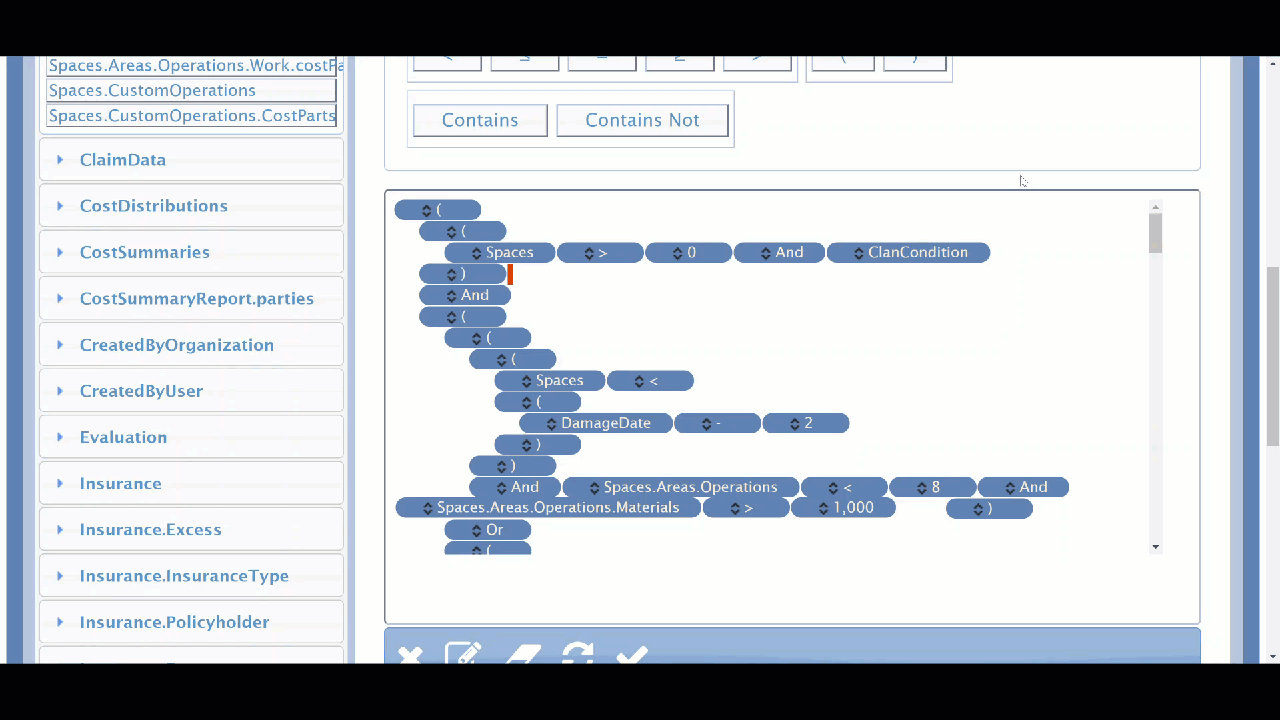 Spaces.Areas.Operations.Work.costPa
Spaces.CustomOperations
Spaces.CustomOperations.CostParts
ClaimData
CostDistributions
CostSummaries
CostSummaryReport.parties
CreatedByOrganization
CreatedByUser
Evaluation
Insurance
Insurance.Excess
Insurance.InsuranceType
Insurance.Policyholder
Contains Contains Not
(
(
Spaces > 0 And ClanCondition
)
And
(
(
(
Spaces <
(
DamageDate - 2
)
)
And Spaces.Areas.Operations < 8 And
Spaces.Areas.Operations.Materials > 1,000 )
Or
(